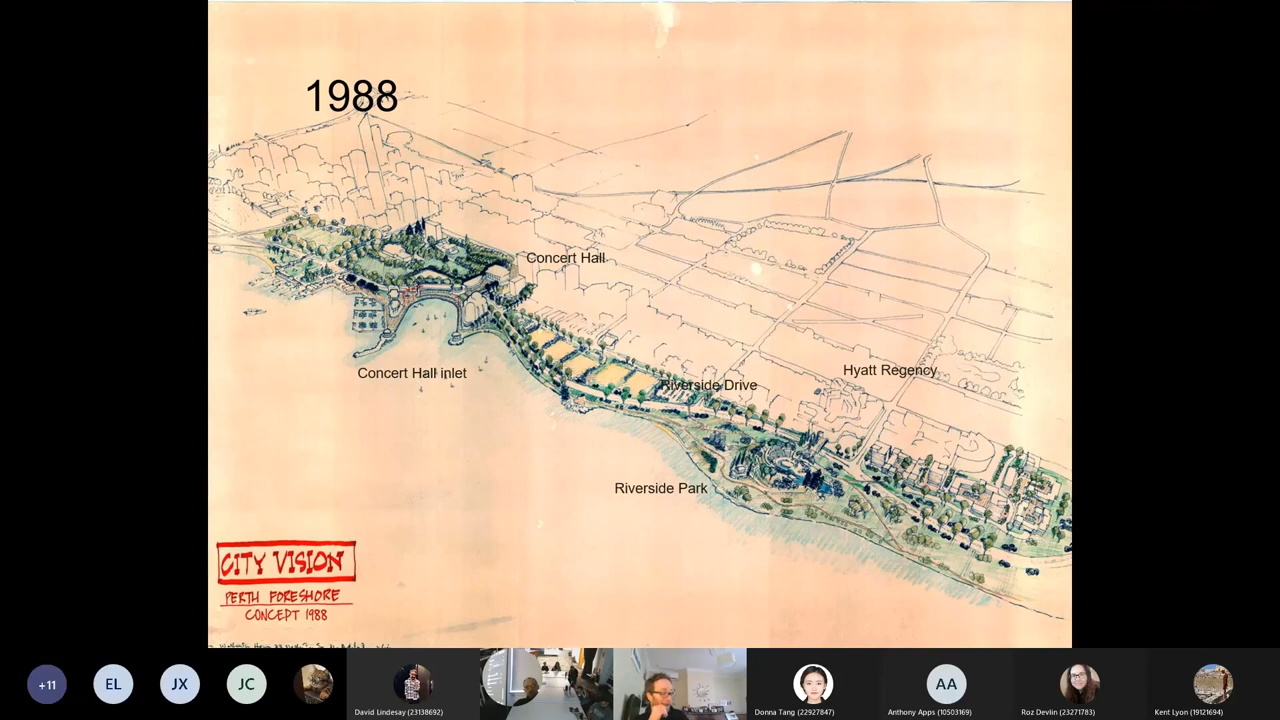 1988
Concert Hall
Concert Hall inlet
Hyatt Regency
Riverside Drive
Riverside Park
CITY VISION
PERTH FORESHORE
CONCEPT 1988
+11
EL
JX
JC
AA
David Lindesay (23138692)
Donna Tang (22927847)
Anthony Apps (10503169)
Roz Devlin (23271783)
Kent Lyon (19121694)